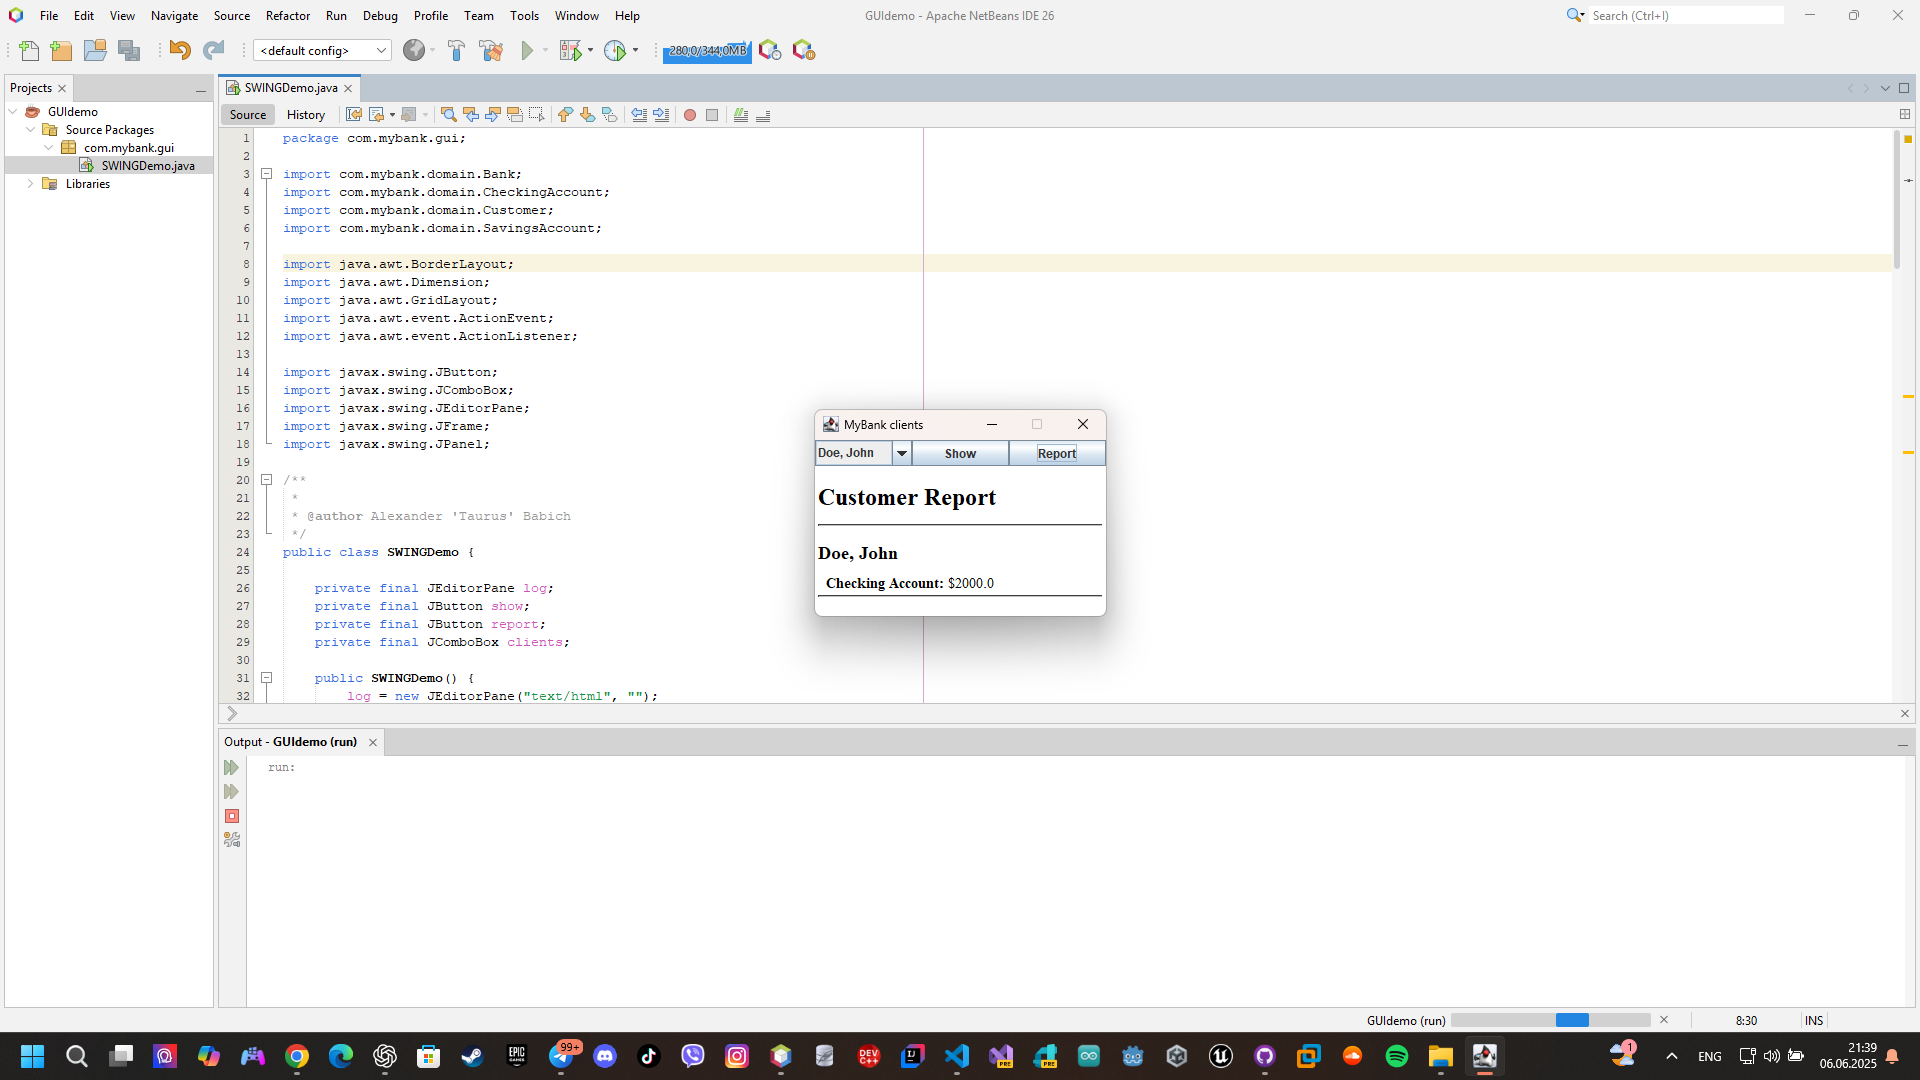 File Edit View Navigate Source Refactor Run Debug Profile Team Tools Window Help
GUIdemo - Apache NetBeans IDE 26
Search (Ctrl+I)
<default config>
280,0/344,0MB
Projects
GUIdemo
Source Packages
com.mybank.gui
SWINGDemo.java
Libraries
SWINGDemo.java
Source History
1 package com.mybank.gui;
2
3 import com.mybank.domain.Bank;
4 import com.mybank.domain.CheckingAccount;
5 import com.mybank.domain.Customer;
6 import com.mybank.domain.SavingsAccount;
7
8 import java.awt.BorderLayout;
9 import java.awt.Dimension;
10 import java.awt.GridLayout;
11 import java.awt.event.ActionEvent;
12 import java.awt.event.ActionListener;
13
14 import javax.swing.JButton;
15 import javax.swing.JComboBox;
16 import javax.swing.JEditorPane;
17 import javax.swing.JFrame;
18 import javax.swing.JPanel;
19
20 /**
21 *
22 * @author Alexander 'Taurus' Babich
23 */
24 public class SWINGDemo {
25
26 private final JEditorPane log;
27 private final JButton show;
28 private final JButton report;
29 private final JComboBox clients;
30
31 public SWINGDemo() {
32 log = new JEditorPane("text/html", "");
MyBank clients
Doe, John Show Report
Customer Report
Doe, John
Checking Account: $2000.0
Output - GUIdemo (run)
run:
GUIdemo (run) 8:30 INS
EPIC GAMES
99+
DEV C++
PRE
PRE
1
ENG
21:39
06.06.2025